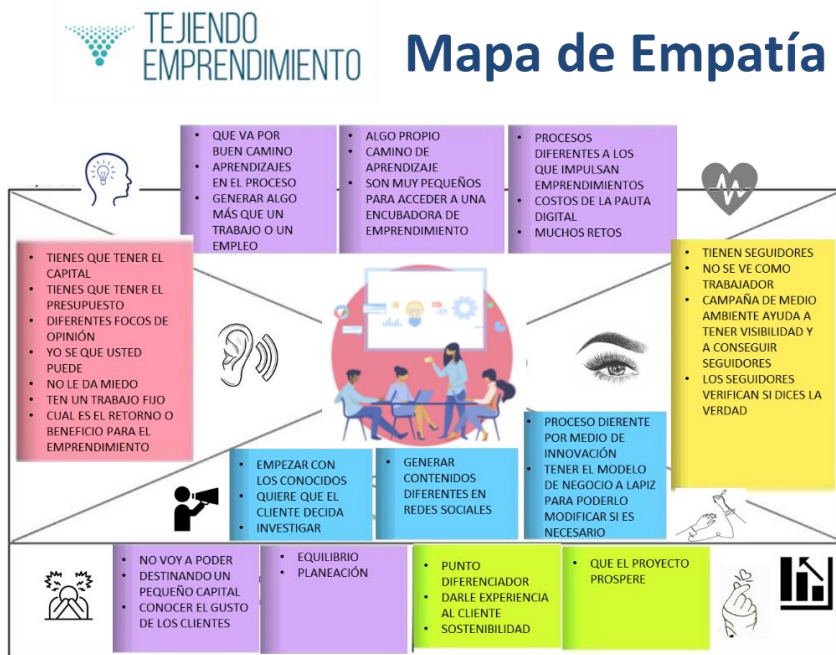 TEJIENDO
EMPRENDIMIENTO
Mapa de Empatía
• QUE VA POR
BUEN CAMINO
• APRENDIZAJES
EN EL PROCESO
• GENERAR ALGO
MÁS QUE UN
TRABAJO O UN
EMPLEO
• ALGO PROPIO
• CAMINO DE
APRENDIZAJE
• SON MUY PEQUEÑOS
PARA ACCEDER A UNA
ENCUBADORA DE
EMPRENDIMIENTO
• PROCESOS
DIFERENTES A LOS
QUE IMPULSAN
EMPRENDIMIENTOS
• COSTOS DE LA PAUTA
DIGITAL
• MUCHOS RETOS
• TIENES QUE TENER EL
CAPITAL
• TIENES QUE TENER EL
PRESUPUESTO
• DIFERENTES FOCOS DE
OPINIÓN
• YO SE QUE USTED
PUEDE
• NO LE DA MIEDO
• TEN UN TRABAJO FIJO
• CUAL ES EL RETORNO O
BENEFICIO PARA EL
EMPRENDIMIENTO
• TIENEN SEGUIDORES
• NO SE VE COMO
TRABAJADOR
• CAMPAÑA DE MEDIO
AMBIENTE AYUDA A
TENER VISIBILIDAD Y
A CONSEGUIR
SEGUIDORES
• LOS SEGUIDORES
VERIFICAN SI DICES LA
VERDAD
• EMPEZAR CON
LOS CONOCIDOS
• QUIERE QUE EL
CLIENTE DECIDA
• INVESTIGAR
• GENERAR
CONTENIDOS
DIFERENTES EN
REDES SOCIALES
• PROCESO DIERENTE
POR MEDIO DE
INNOVACIÓN
• TENER EL MODELO
DE NEGOCIO A LAPIZ
PARA PODERLO
MODIFICAR SI ES
NECESARIO
• NO VOY A PODER
• DESTINANDO UN
PEQUEÑO CAPITAL
• CONOCER EL GUSTO
DE LOS CLIENTES
• EQUILIBRIO
• PLANEACIÓN
• PUNTO
DIFERENCIADOR
• DARLE EXPERIENCIA
AL CLIENTE
• SOSTENIBILIDAD
• QUE EL PROYECTO
PROSPERE